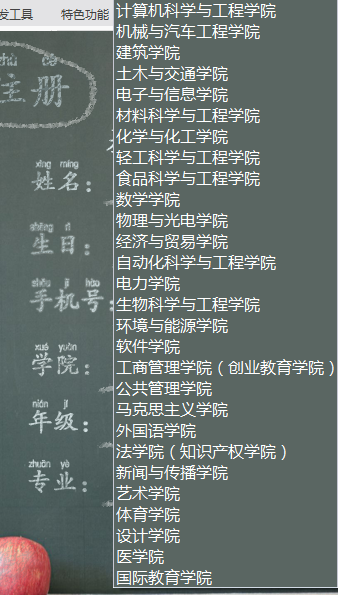 发工具 特色功能
zhù cè
注册
xìng míng
姓名：
shēng rì
生日：
shǒu jī hào
手机号：
xué yuàn
学院：
nián jí
年级：
zhuān yè
专业：
计算机科学与工程学院
机械与汽车工程学院
建筑学院
土木与交通学院
电子与信息学院
材料科学与工程学院
化学与化工学院
轻工科学与工程学院
食品科学与工程学院
数学学院
物理与光电学院
经济与贸易学院
自动化科学与工程学院
电力学院
生物科学与工程学院
环境与能源学院
软件学院
工商管理学院（创业教育学院）
公共管理学院
马克思主义学院
外国语学院
法学院（知识产权学院）
新闻与传播学院
艺术学院
体育学院
设计学院
医学院
国际教育学院